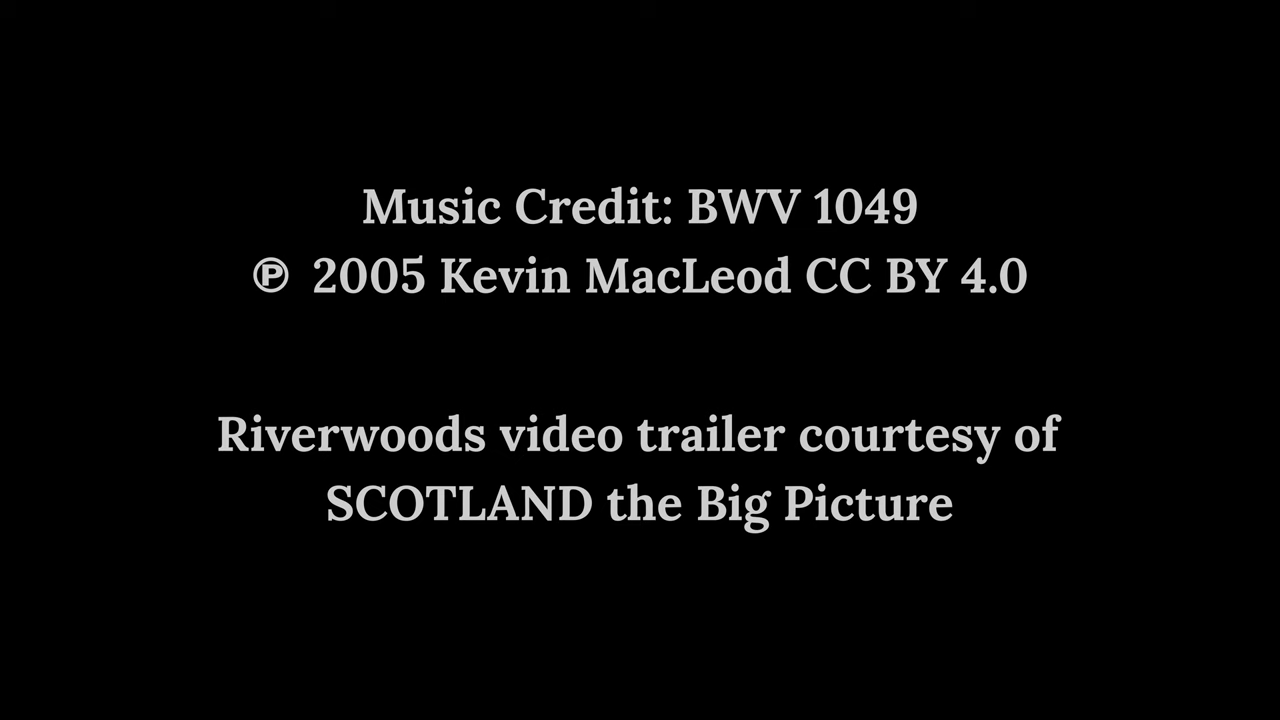 Music Credit: BWV 1049
℗ 2005 Kevin MacLeod CC BY 4.0
Riverwoods video trailer courtesy of
SCOTLAND the Big Picture